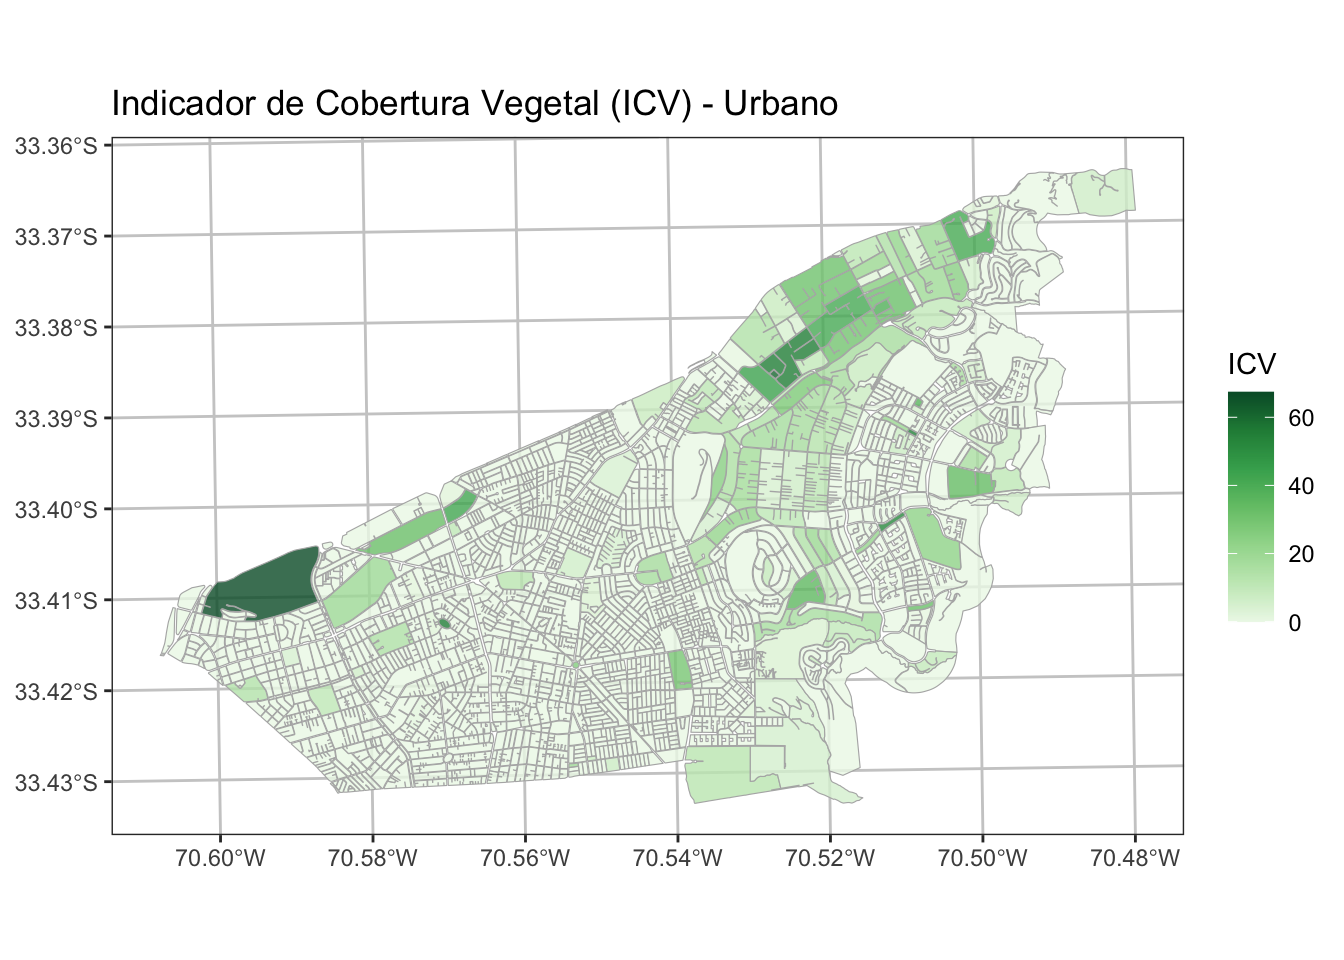 Indicador de Cobertura Vegetal (ICV) - Urbano
33.36°S
33.37°S
33.38°S
33.39°S
33.40°S
33.41°S
33.42°S
33.43°S
70.60°W
70.58°W
70.56°W
70.54°W
70.52°W
70.50°W
70.48°W
ICV
60
40
20
0